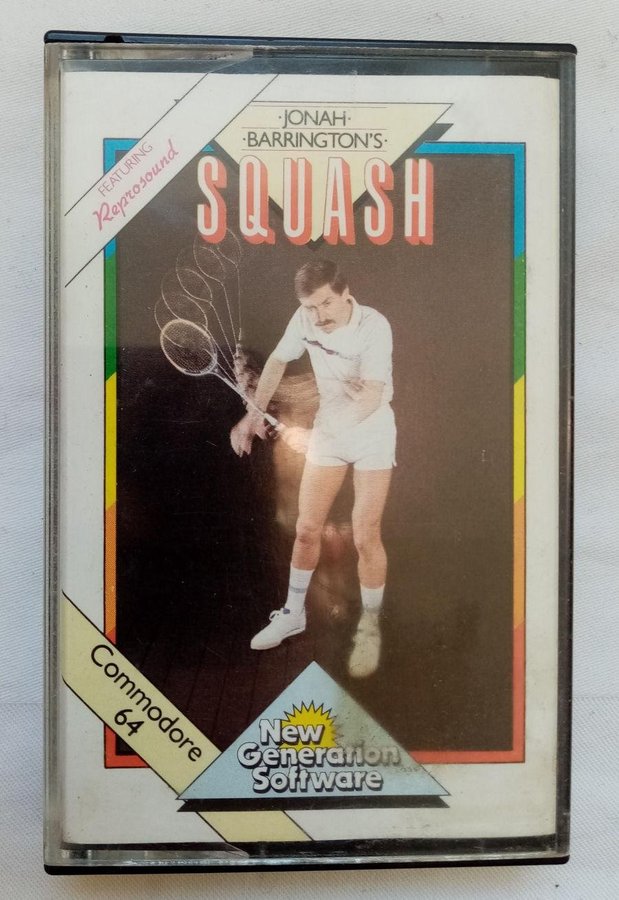 FEATURING
Reprosound
·JONAH·
·BARRINGTON'S·
SQUASH
Commodore
64
New
Generation
Software